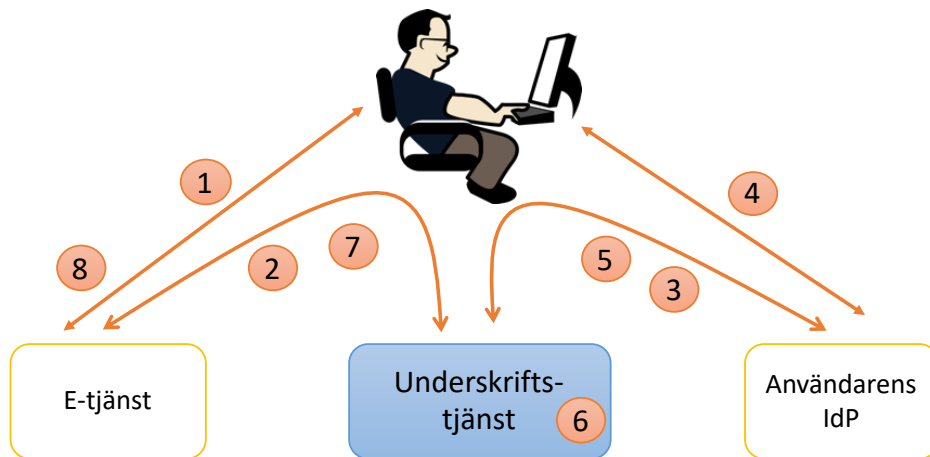 1
4
8
2
7
5
3
E-tjänst
Underskrifts-
tjänst
6
Användarens
IdP